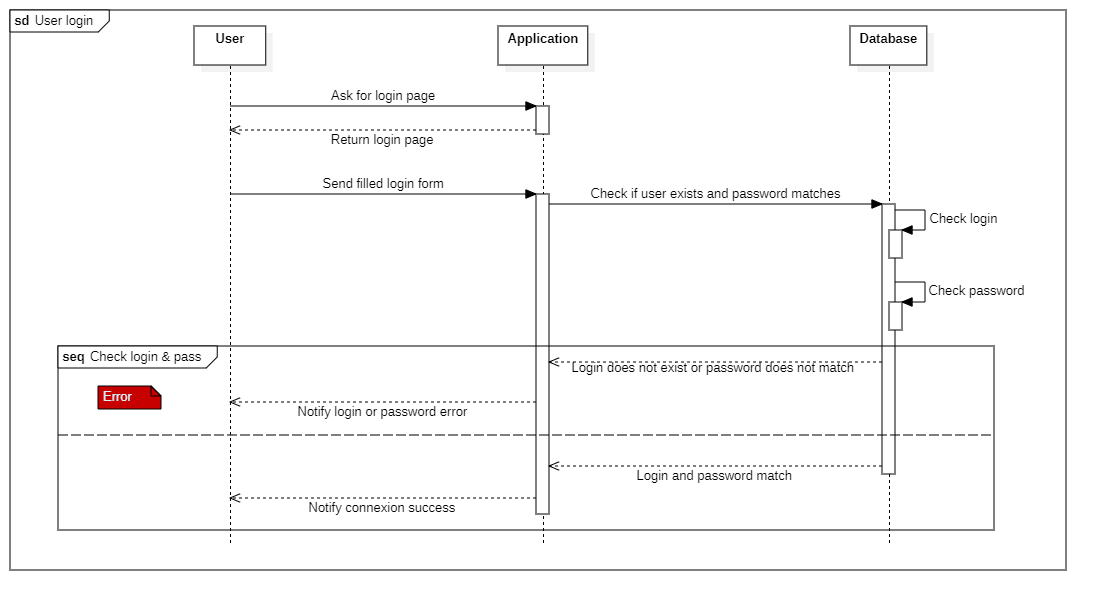 sd User login
User
Application
Database
Ask for login page
Return login page
Send filled login form
Check if user exists and password matches
Check login
Check password
seq Check login & pass
Login does not exist or password does not match
Error
Notify login or password error
Login and password match
Notify connexion success